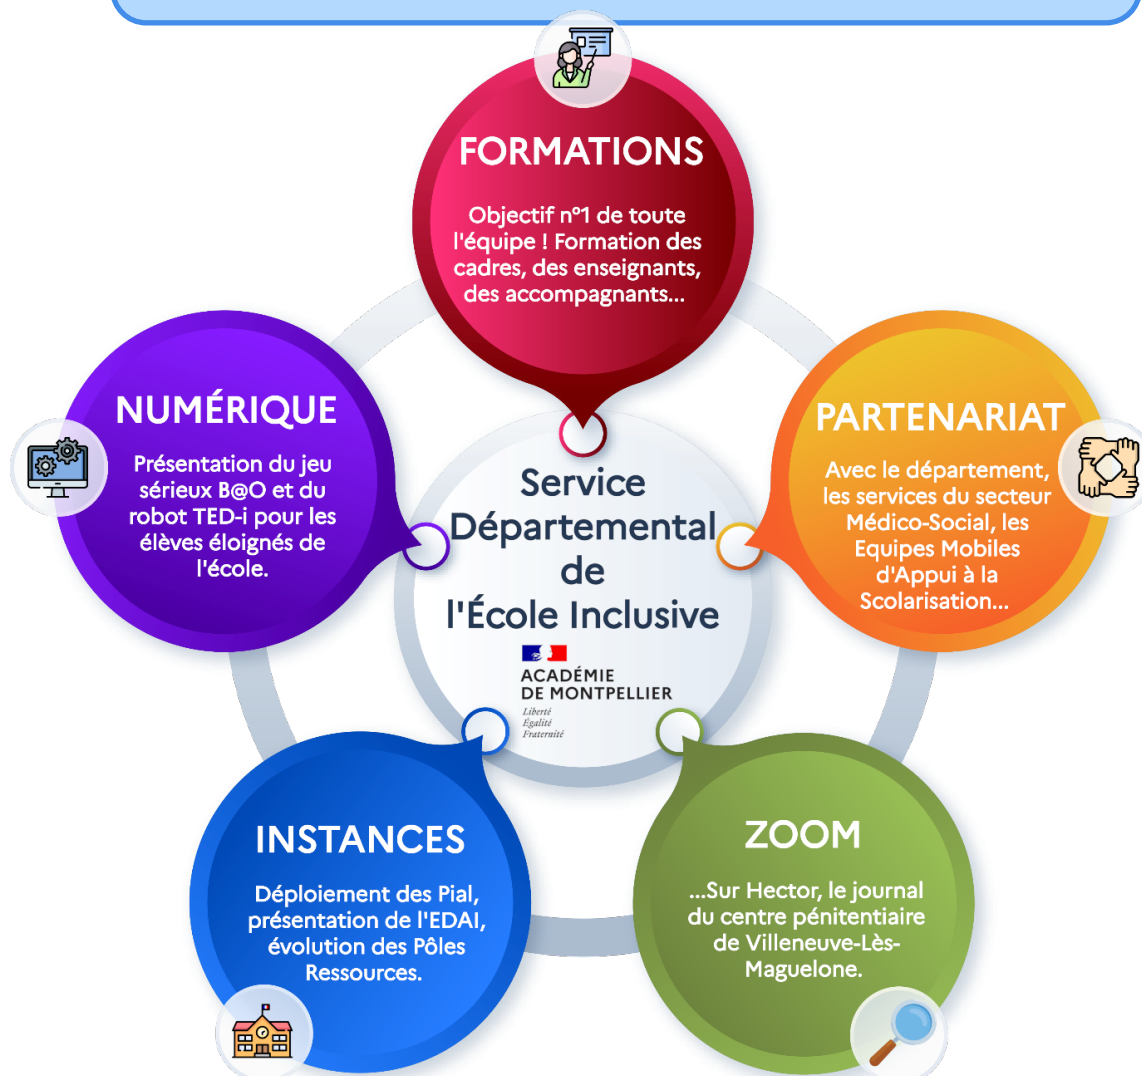 FORMATIONS
Objectif n°1 de toute
l'équipe ! Formation des
cadres, des enseignants,
des accompagnants...
NUMÉRIQUE
Présentation du jeu
sérieux B@O et du
robot TED-i pour les
élèves éloignés de
l'école.
PARTENARIAT
Avec le département,
les services du secteur
Médico-Social, les
Equipes Mobiles
d'Appui à la
Scolarisation...
Service
Départemental
de
l'École Inclusive
ACADÉMIE
DE MONTPELLIER
Liberté
Égalité
Fraternité
INSTANCES
Déploiement des Pial,
présentation de l'EDAI,
évolution des Pôles
Ressources.
ZOOM
...Sur Hector, le journal
du centre pénitentiaire
de Villeneuve-Lès-
Maguelone.